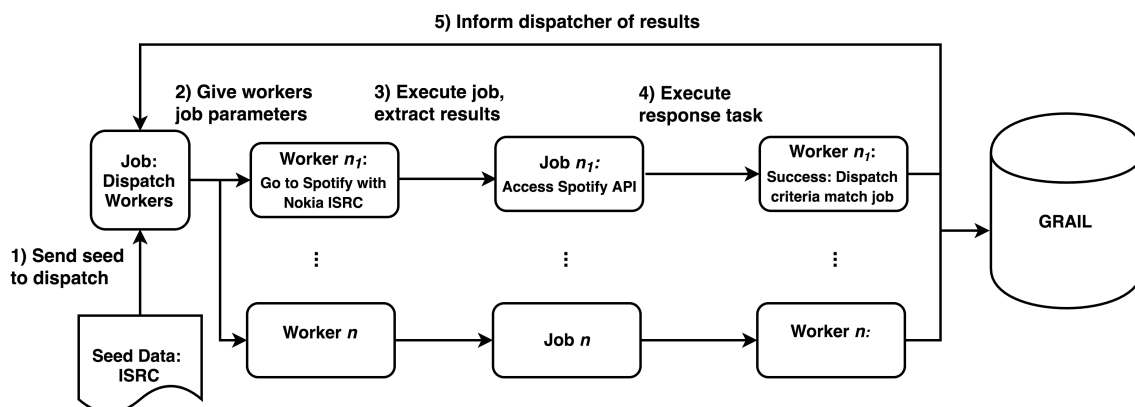 5) Inform dispatcher of results
2) Give workers
job parameters
3) Execute job,
extract results
4) Execute
response task
Job:
Dispatch
Workers
Worker n1:
Go to Spotify with
Nokia ISRC
Job n1:
Access Spotify API
Worker n1:
Success: Dispatch
criteria match job
GRAIL
1) Send seed
to dispatch
⋮
⋮
⋮
Seed Data:
ISRC
Worker n
Job n
Worker n: